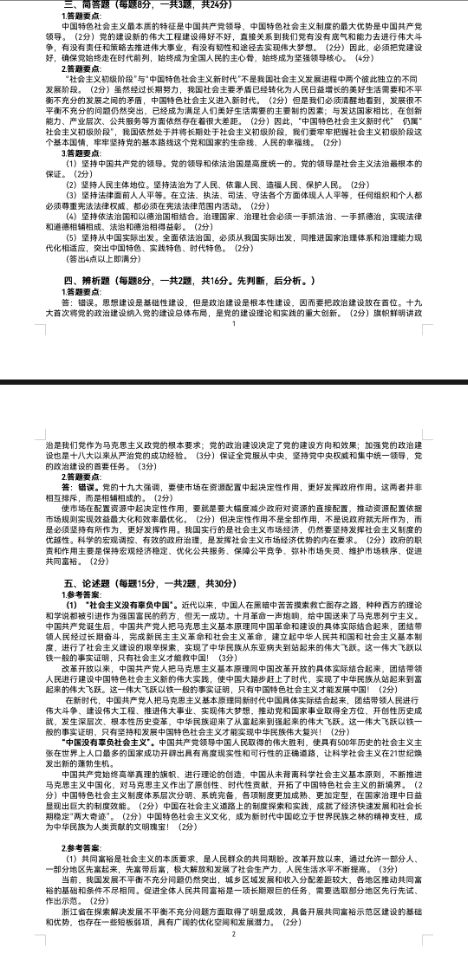 三、简答题（每题8分，一共3题，共24分）
1.答题要点：
中国特色社会主义最本质的特征是中国共产党领导，中国特色社会主义制度的最大优势是中国共产党
领导。（2分）党的建设新的伟大工程建设得好不好，直接关系到我们党有没有底气和能力去进行伟大斗
争、有没有责任和策略去推进伟大事业，有没有韧性和途径去实现伟大梦想。（2分）因此，必须把党建设
好，确保党始终走在时代前列，始终成为全国人民的主心骨，始终成为坚强领导核心。（4分）
2.答题要点：
“社会主义初级阶段”与“中国特色社会主义新时代”不是我国社会主义发展进程中两个彼此独立的不同
发展阶段。（2分）虽然经过长期努力，我国社会主要矛盾已经转化为人民日益增长的美好生活需要和不平
衡不充分的发展之间的矛盾，中国特色社会主义进入新时代。（2分）但是我们必须清醒地看到，发展很不
平衡不充分的问题仍然突出，已经成为满足人们美好生活需要的主要制约因素；与发达国家相比，在创新
能力、产业层次、公共服务等方面依然存在着很大差距。（2分）因此，“中国特色社会主义新时代” 仍属“
社会主义初级阶段”，我国依然处于并将长期处于社会主义初级阶段，我们要牢牢把握社会主义初级阶段这
个基本国情，牢牢坚持党的基本路线这个党和国家的生命线、人民的幸福线。（2分）
3.答题要点：
（1）坚持中国共产党的领导。党的领导和依法治国是高度统一的。党的领导是社会主义法治最根本的
保证。（2分）
（2）坚持人民主体地位。坚持法治为了人民、依靠人民、造福人民、保护人民。（2分）
（3）坚持法律面前人人平等。在立法、执法、司法、守法各个方面体现人人平等，任何组织和个人都
必须尊重宪法法律权威，都必须在宪法法律范围内活动。（2分）
（4）坚持依法治国和以德治国相结合。治理国家、治理社会必须一手抓法治、一手抓德治，实现法律
和道德相辅相成、法治和德治相得益彰。（2分）
（5）坚持从中国实际出发。全面依法治国，必须从我国实际出发，同推进国家治理体系和治理能力现
代化相适应，突出中国特色、实践特色、时代特色。（2分）
（答出4点以上即满分）
四、辨析题（每题8分，一共2题，共16分。先判断，后分析。）
1.答题要点：
答：错误。思想建设是基础性建设，但是政治建设是根本性建设，因而要把政治建设放在首位。十九
大首次将党的政治建设纳入党的建设总体布局，是党的建设理论和实践的重大创新。（2分）旗帜鲜明讲政
1
治是我们党作为马克思主义政党的根本要求；党的政治建设决定了党的建设方向和效果；加强党的政治建
设也是十八大以来从严治党的成功经验。（3分）保证全党服从中央，坚持党中央权威和集中统一领导，党
的政治建设的首要任务。（3分）
2.答题要点：
答：错误。党的十九大强调，要使市场在资源配置中起决定性作用，更好发挥政府作用。这两者并非
相互排斥，而是相辅相成的。（2分）
使市场在配置资源中起决定性作用，要就是要大幅度减少政府对资源的直接配置，推动资源配置依据
市场规则实现效益最大化和效率最优化。（2分）但决定性作用不是全部作用，不是说政府就无所作为，而
是必须坚持有所作为，更好发挥作用。我国实行的是社会主义市场经济，仍然要坚持发挥社会主义制度的
优越性。科学的宏观调控、有效的政府治理，是发挥社会主义市场经济优势的内在要求。（2分）政府的职
责和作用主要是保持宏观经济稳定、优化公共服务、保障公平竞争、弥补市场失灵、维护市场秩序、促进
共同富裕。（2分）
五、论述题（每题15分，一共2题，共30分）
1.参考答案：
（1）“社会主义没有辜负中国”。近代以来，中国人在黑暗中苦苦摸索救亡图存之路，种种西方的理论
和学说都被引进作为强国富民的药方，但无一成功。十月革命一声炮响，给中国送来了马克思列宁主义。
中国共产党诞生后，中国共产党人把马克思主义基本原理同中国革命和建设的具体实际结合起来，团结带
领人民经过长期奋斗，完成新民主主义革命和社会主义革命，建立起中华人民共和国和社会主义基本制
度，进行了社会主义建设的艰辛探索，实现了中华民族从东亚病夫到站起来的伟大飞跃。这一伟大飞跃以
铁一般的事实证明，只有社会主义才能救中国！（3分）
改革开放以来，中国共产党人把马克思主义基本原理同中国改革开放的具体实际结合起来，团结带领
人民进行建设中国特色社会主义新的伟大实践，使中国大踏步赶上了时代，实现了中华民族从站起来到富
起来的伟大飞跃。这一伟大飞跃以铁一般的事实证明，只有中国特色社会主义才能发展中国！（2分）
在新时代，中国共产党人把马克思主义基本原理同新时代中国具体实际结合起来，团结带领人民进行
伟大斗争、建设伟大工程、推进伟大事业、实现伟大梦想，推动党和国家事业取得全方位、开创性历史成
就，发生深层次、根本性历史变革，中华民族迎来了从富起来到强起来的伟大飞跃。这一伟大飞跃以铁一
般的事实证明，只有坚持和发展中国特色社会主义才能实现中华民族伟大复兴！（2分）
“中国没有辜负社会主义”。中国共产党领导中国人民取得的伟大胜利，使具有500年历史的社会主义主
张在世界上人口最多的国家成功开辟出具有高度现实性和可行性的正确道路，让科学社会主义在21世纪焕
发出新的蓬勃生机。
中国共产党始终高举真理的旗帜、进行理论的创造，中国从未背离科学社会主义基本原则，不断推进
马克思主义中国化，对马克思主义作出了原创性、时代性贡献，开拓了中国特色社会主义的新境界。（2
分）中国特色社会主义制度体系层次分明、系统完备，各项制度更加成熟、更加定型，在国家治理中日益
显现出巨大的制度效能。（2分）中国在社会主义道路上的制度探索和实践，成就了经济快速发展和社会长
期稳定“两大奇迹”。（2分）中国特色社会主义文化，成为新时代中国屹立于世界民族之林的精神支柱，成
为中华民族为人类贡献的文明瑰宝！（2分）
2.参考答案：
（1）共同富裕是社会主义的本质要求，是人民群众的共同期盼。改革开放以来，通过允许一部分人、
一部分地区先富起来，先富带后富，极大解放和发展了社会生产力，人民生活水平不断提高。（3分）
当前，我国发展不平衡不充分问题仍然突出，城乡区域发展和收入分配差距较大，各地区推动共同富
裕的基础和条件不尽相同。促进全体人民共同富裕是一项长期艰巨的任务，需要选取部分地区先行先试、
作出示范。（2分）
浙江省在探索解决发展不平衡不充分问题方面取得了明显成效，具备开展共同富裕示范区建设的基础
和优势，也存在一些短板弱项，具有广阔的优化空间和发展潜力。（2分）
2